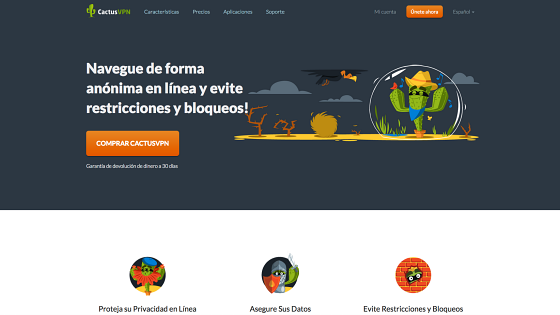 CactusVPN Características Precios Aplicaciones Soporte Mi cuenta Únete ahora Español
Navegue de forma
anónima en línea y evite
restricciones y bloqueos!
COMPRAR CACTUSVPN
Garantía de devolución de dinero a 30 días
Proteja su Privacidad en Línea Asegure Sus Datos Evite Restricciones y Bloqueos